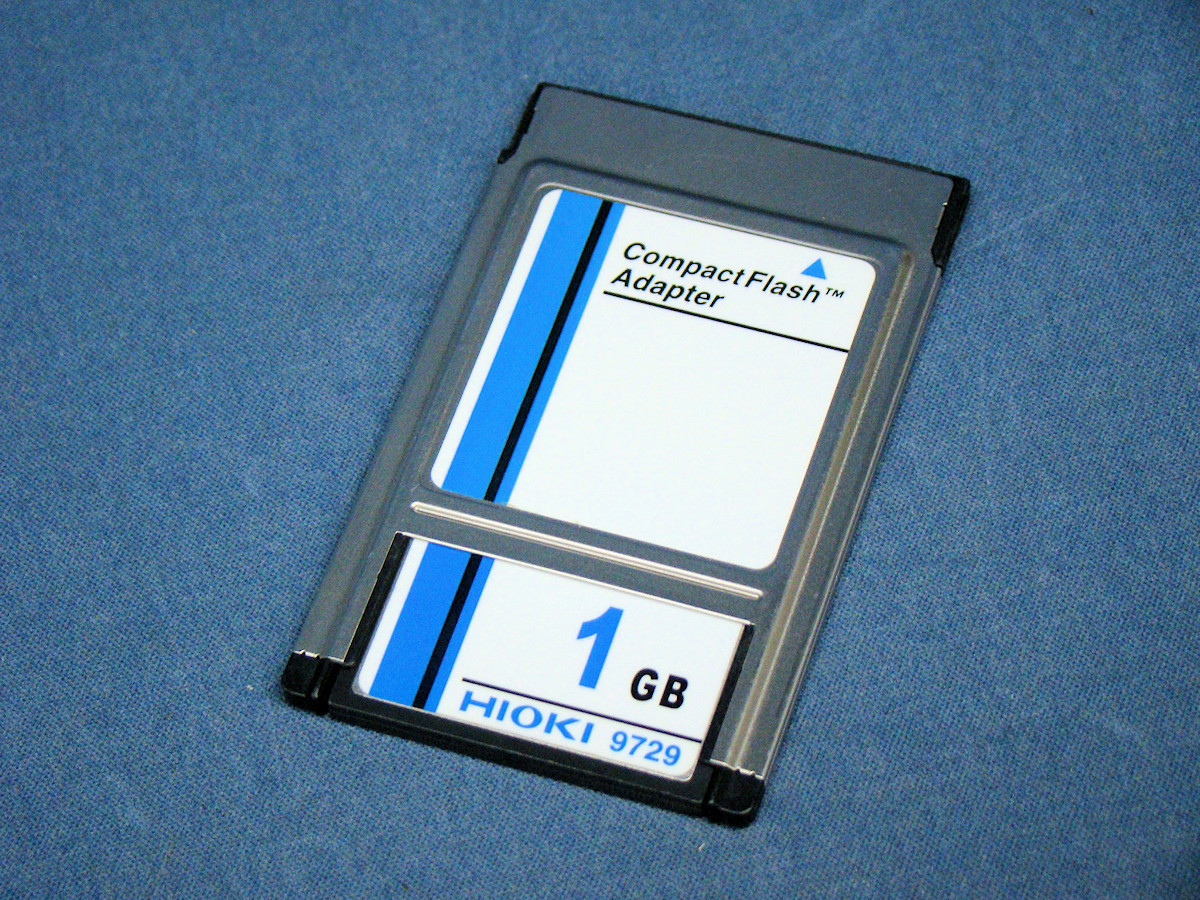 CompactFlash™
Adapter
1 GB
HIOKI 9729